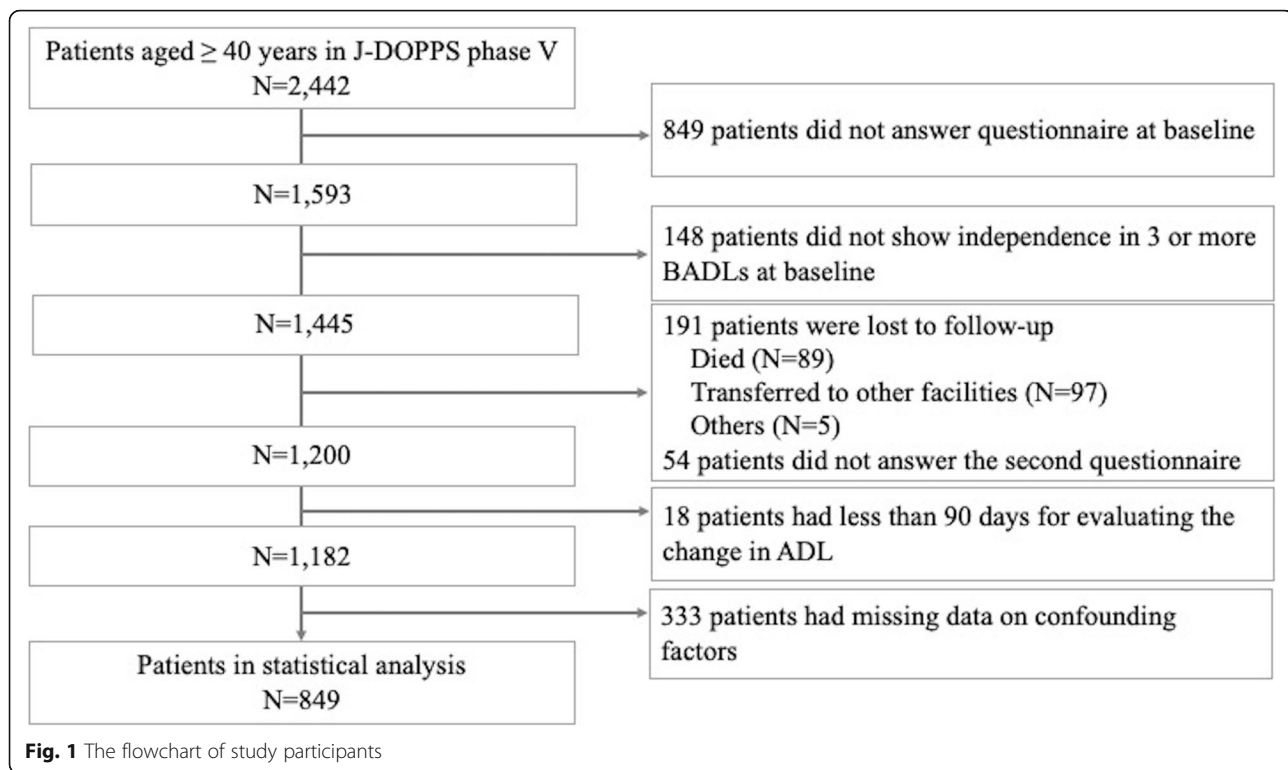 Patients aged ≥ 40 years in J-DOPPS phase V
N=2,442
849 patients did not answer questionnaire at baseline
N=1,593
148 patients did not show independence in 3 or more
BADLs at baseline
N=1,445
191 patients were lost to follow-up
Died (N=89)
Transferred to other facilities (N=97)
Others (N=5)
54 patients did not answer the second questionnaire
N=1,200
18 patients had less than 90 days for evaluating the
change in ADL
N=1,182
333 patients had missing data on confounding
factors
Patients in statistical analysis
N=849
Fig. 1 The flowchart of study participants